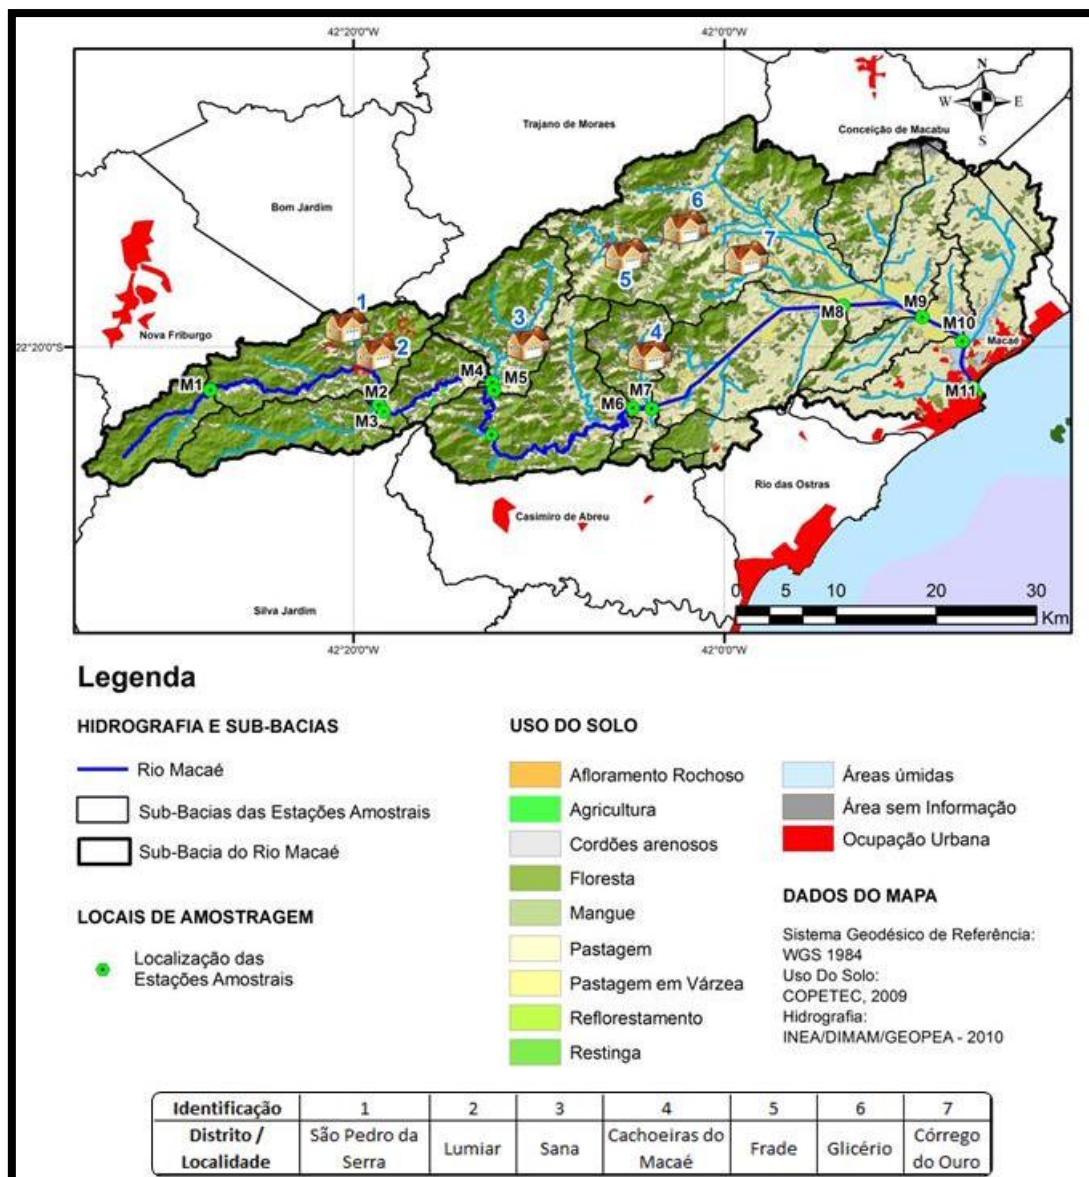 42°20'0"W 42°0'0"W
N
W E
S
Trajano de Moraes
Conceição de Macabu
Bom Jardim
6
7
5
1
Nova Friburgo
3
M9
M8
M10
22°20'0"S
2
4
Macaé
M4
M5
M1
M2
M7
M11
M3
M6
Rio das Ostras
Casimiro de Abreu
0 5 10 20 30
Km
Silva Jardim
42°20'0"W 42°0'0"W
Legenda
HIDROGRAFIA E SUB-BACIAS
Rio Macaé
Sub-Bacias das Estações Amostrais
Sub-Bacia do Rio Macaé
LOCAIS DE AMOSTRAGEM
Localização das
Estações Amostrais
USO DO SOLO
Afloramento Rochoso
Agricultura
Cordões arenosos
Floresta
Mangue
Pastagem
Pastagem em Várzea
Reflorestamento
Restinga
Áreas úmidas
Área sem Informação
Ocupação Urbana
DADOS DO MAPA
Sistema Geodésico de Referência:
WGS 1984
Uso Do Solo:
COPETEC, 2009
Hidrografia:
INEA/DIMAM/GEOPEA - 2010
Identificação 1 2 3 4 5 6 7
Distrito / São Pedro da Lumiar Sana Cachoeiras do Frade Glicério Córrego
Localidade Serra Macaé do Ouro